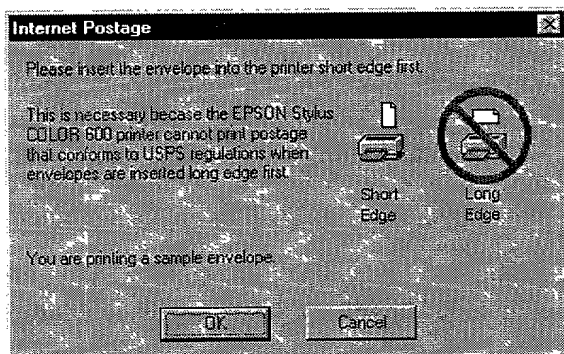 Internet Postage
Please insert the envelope into the printer short edge first.
This is necessary becase the EPSON Stylus
COLOR 600 printer cannot print postage
that conforms to USPS regulations when
envelopes are inserted long edge first.
Short
Edge
Long
Edge
You are printing a sample envelope.
OK
Cancel